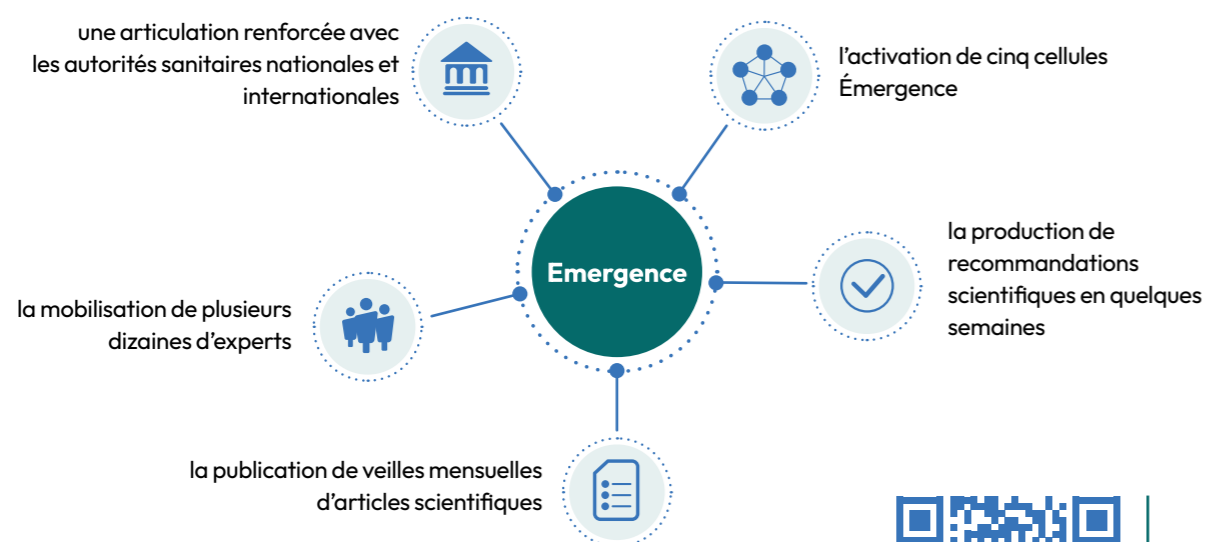 une articulation renforcée avec
les autorités sanitaires nationales et
internationales
l’activation de cinq cellules
Émergence
Emergence
la production de
recommandations
scientifiques en quelques
semaines
la mobilisation de plusieurs
dizaines d’experts
la publication de veilles mensuelles
d’articles scientifiques